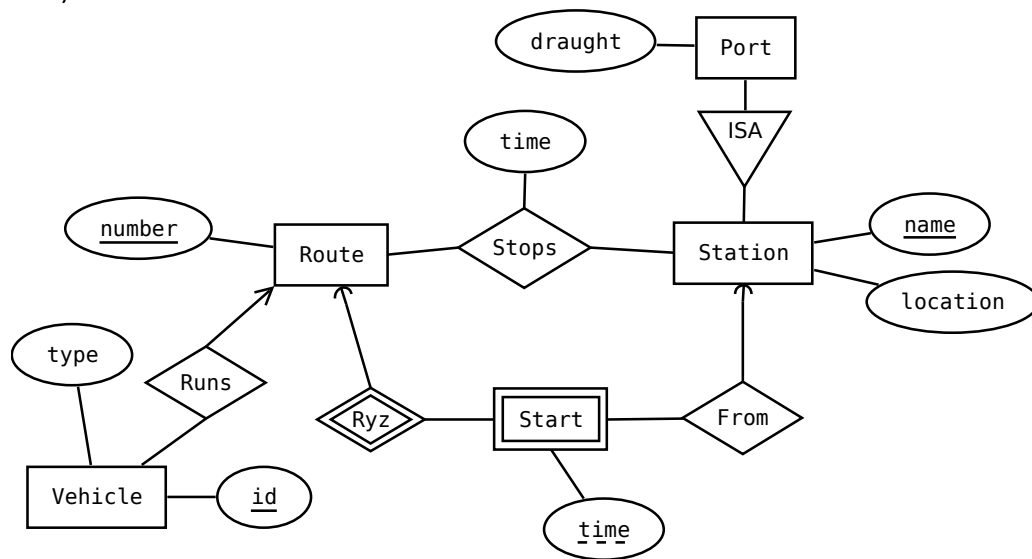 draught
Port
ISA
time
number
Route
Stops
Station
name
location
type
Runs
Ryz
Start
From
Vehicle
id
time